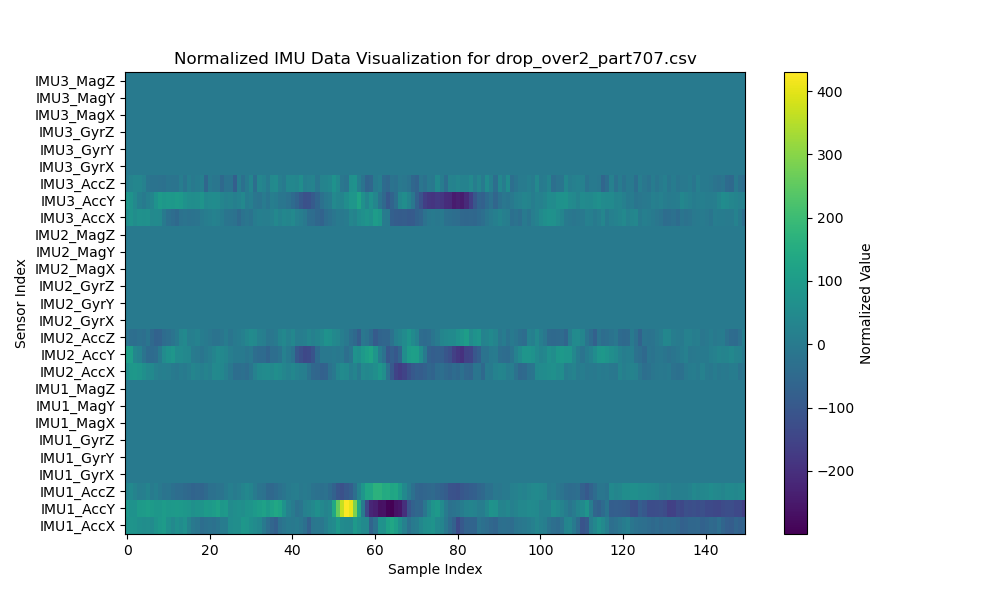 Normalized IMU Data Visualization for drop_over2_part707.csv
IMU3_MagZ
IMU3_MagY
IMU3_MagX
IMU3_GyrZ
IMU3_GyrY
IMU3_GyrX
IMU3_AccZ
IMU3_AccY
IMU3_AccX
IMU2_MagZ
IMU2_MagY
IMU2_MagX
IMU2_GyrZ
IMU2_GyrY
IMU2_GyrX
IMU2_AccZ
IMU2_AccY
IMU2_AccX
IMU1_MagZ
IMU1_MagY
IMU1_MagX
IMU1_GyrZ
IMU1_GyrY
IMU1_GyrX
IMU1_AccZ
IMU1_AccY
IMU1_AccX
Sensor Index
0 20 40 60 80 100 120 140
Sample Index
400
300
200
100
0
−100
−200
Normalized Value